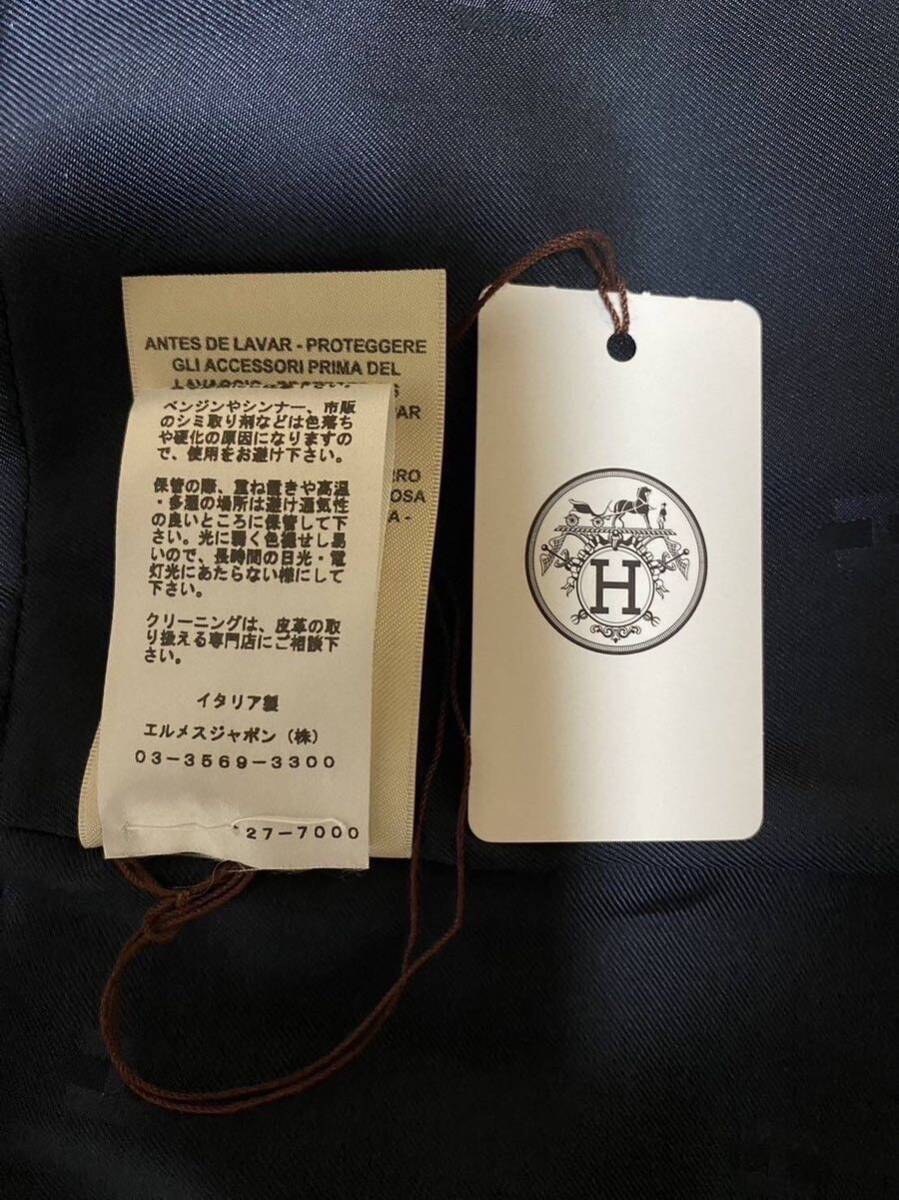 ANTES DE LAVAR - PROTEGGERE
GLI ACCESSORI PRIMA DEL
ベンジンやシンナー、市販
のシミ取り剤などは色落ち
や硬化の原因になりますの
で、使用をお避け下さい。
保管の際、重ね置きや高温
・多湿の場所は避け通気性
の良いところに保管して下
さい。光に弱く色褪せし易
いので、長時間の日光・電
灯光にあたらない様にして
下さい。
クリーニングは、皮革の取
り扱える専門店にご相談下
さい。
イタリア製
エルメスジャポン（株）
03-3569-3300
27-7000
OSA
A -
H